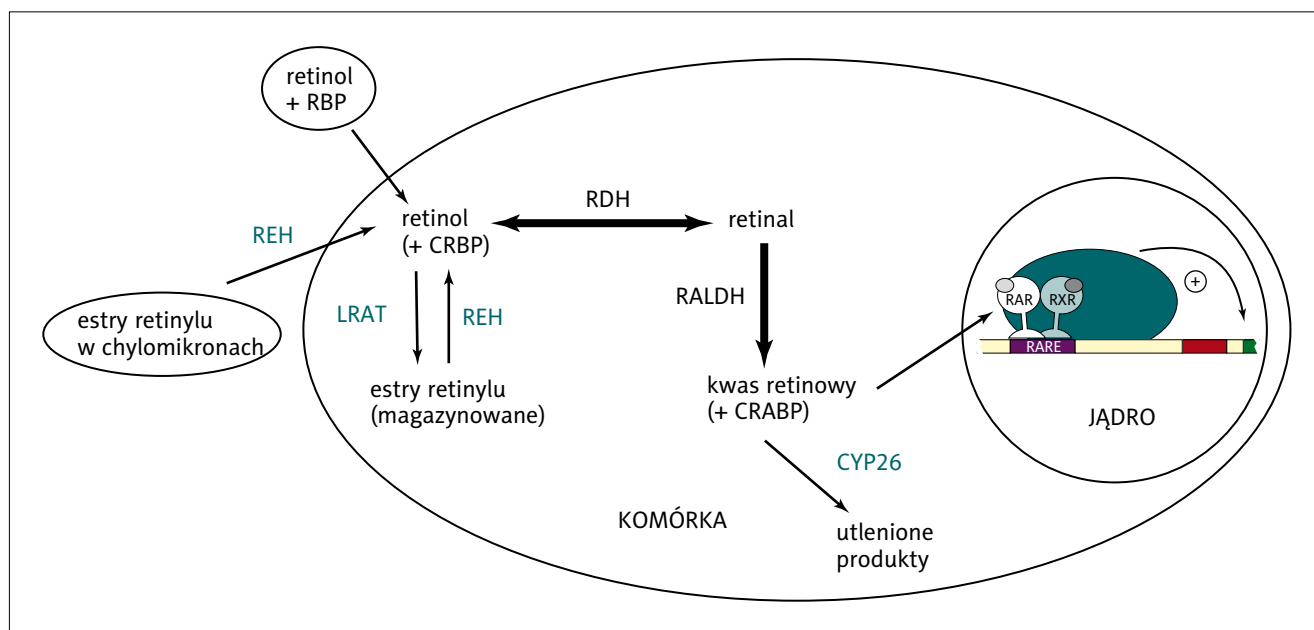 retinol
+ RBP
RDH
retinol
(+ CRBP)
retinal
REH
LRAT
REH
RALDH
estry retinylu
w chylomikronach
estry retinylu
(magazynowane)
kwas retinowy
(+ CRABP)
CYP26
KOMÓRKA
utlenione
produkty
RAR
RXR
+
RARE
JĄDRO